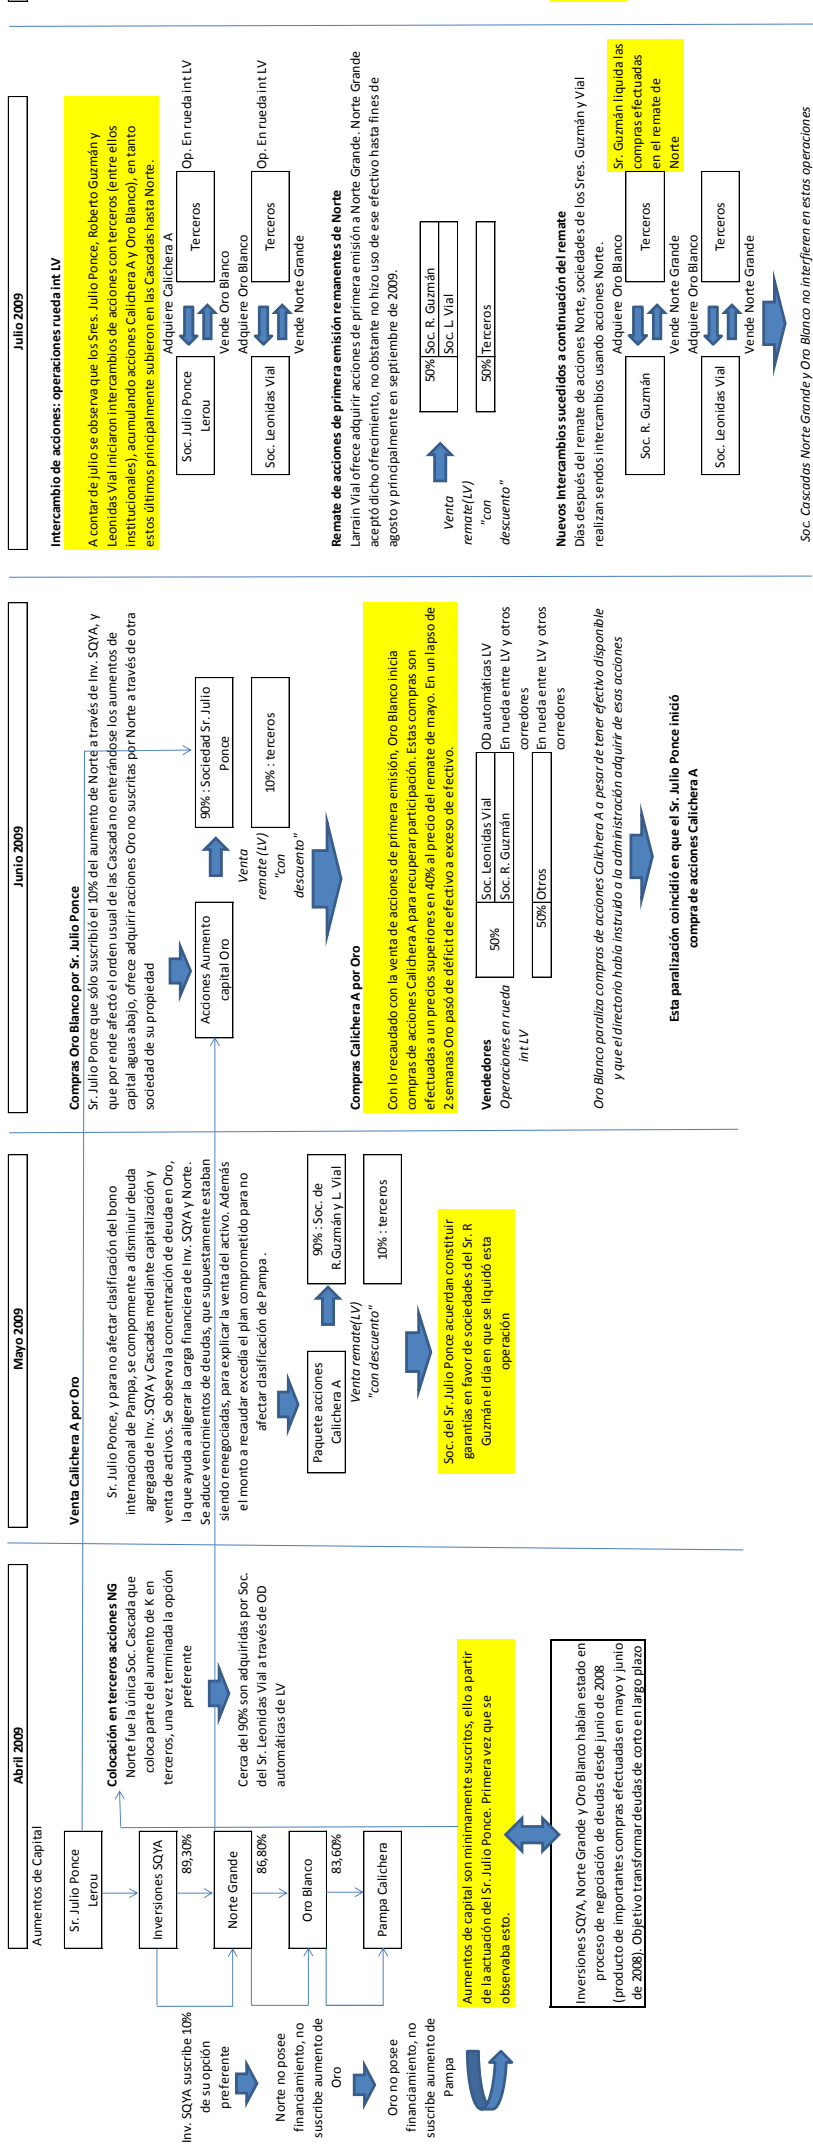 Abril 2009
Aumentos de Capital
Sr. Julio Ponce
Lerou
Inversiones SQYA
89,30%
Norte Grande
86,80%
Oro Blanco
83,60%
Pampa Calichera
Inv. SQYA suscribe 10%
de su opción
preferente
Norte no posee
financiamiento, no
suscribe aumento de
Oro
Oro no posee
financiamiento, no
suscribe aumento de
Pampa
Colocación en terceros acciones NG
Norte fue la única Soc. Cascada que
coloca parte del aumento de K en
terceros, una vez terminada la opción
preferente
Cerca del 90% son adquiridas por Soc.
del Sr. Leonidas Vial a través de OD
automáticas de LV
Aumentos de capital son minimamente suscritos, ello a partir
de la actuación del Sr. Julio Ponce. Primera vez que se
observaba esto.
Inversiones SQYA, Norte Grande y Oro Blanco habían estado en
proceso de negociación de deudas desde junio de 2008
(producto de importantes compras efectuadas en mayo y junio
de 2008). Objetivo transformar deudas de corto en largo plazo
Mayo 2009
Venta Calichera A por Oro
Sr. Julio Ponce, y para no afectar clasificación del bono
internacional de Pampa, se compormente a disminuir deuda
agregada de Inv. SQYA y Cascadas mediante capitalización y
venta de activos. Se observa la concentración de deuda en Oro,
la que ayuda a aligerar la carga financiera de Inv. SQYA y Norte.
Se aduce vencimientos de deudas, que supuestamente estaban
siendo renegociadas, para explicar la venta del activo. Además
el monto a recaudar excedía el plan comprometido para no
afectar clasificación de Pampa .
Paquete acciones
Calichera A
Venta remate(LV)
"con descuento"
90% : Soc. de
R.Guzmán y L. Vial
10% : terceros
Soc. del Sr. Julio Ponce acuerdan constituir
garantías en favor de sociedades del Sr. R
Guzmán el día en que se liquidó esta
operación
Junio 2009
Compras Oro Blanco por Sr. Julio Ponce
Sr. Julio Ponce que sólo suscribió el 10% del aumento de Norte a través de Inv. SQYA, y
que por ende afectó el orden usual de las Cascada no enterándose los aumentos de
capital aguas abajo, ofrece adquirir acciones Oro no suscritas por Norte a través de otra
sociedad de su propiedad
Acciones Aumento
capital Oro
Venta
remate (LV)
"con
descuento"
90% : Sociedad Sr. Julio
Ponce
10% : terceros
Compras Calichera A por Oro
Con lo recaudado con la venta de acciones de primera emisión, Oro Blanco inicia
compras de acciones Calichera A para recuperar participación. Estas compras son
efectuadas a un precios superiores en 40% al precio del remate de mayo. En un lapso de
2 semanas Oro pasó de déficit de efectivo a exceso de efectivo.
Vendedores
Operaciones en rueda
int LV
50%
Soc. Leonidas Vial
OD automáticas LV
Soc. R. Guzmán
En rueda entre LV y otros
corredores
50% Otros
En rueda entre LV y otros
corredores
Oro Blanco paraliza compras de acciones Calichera A a pesar de tener efectivo disponible
y que el directorio había instruido a la administración adquirir de esas acciones
Esta paralización coincidió en que el Sr. Julio Ponce inició
compra de acciones Calichera A
Julio 2009
Intercambio de acciones: operaciones rueda int LV
A contar de julio se observa que los Sres. Julio Ponce, Roberto Guzmán y
Leonidas Vial iniciaron intercambios de acciones con terceros (entre ellos
institucionales), acumulando acciones Calichera A y Oro Blanco), en tanto
estos últimos principalmente subieron en las Cascadas hasta Norte.
Adquiere Calichera A
Soc. Julio Ponce
Lerou
Terceros
Op. En rueda int LV
Vende Oro Blanco
Adquiere Oro Blanco
Soc. Leonidas Vial
Terceros
Op. En rueda int LV
Vende Norte Grande
Remate de acciones de primera emisión remanentes de Norte
Larrain Vial ofrece adquirir acciones de primera emisión a Norte Grande. Norte Grande
aceptó dicho ofrecimiento, no obstante no hizo uso de ese efectivo hasta fines de
agosto y principalmente en septiembre de 2009.
Venta
remate(LV)
"con
descuento"
50% Soc. R. Guzmán
Soc. L. Vial
50% Terceros
Nuevos Intercambios sucedidos a continuación del remate
Días después del remate de acciones Norte, sociedades de los Sres. Guzmán y Vial
realizan sendos intercambios usando acciones Norte.
Adquiere Oro Blanco
Soc. R. Guzmán
Terceros
Sr. Guzmán liquida las
compras efectuadas
en el remate de
Norte
Vende Norte Grande
Adquiere Oro Blanco
Soc. Leonidas Vial
Terceros
Vende Norte Grande
Soc. Cascadas Norte Grande y Oro Blanco no interfieren en estas operaciones